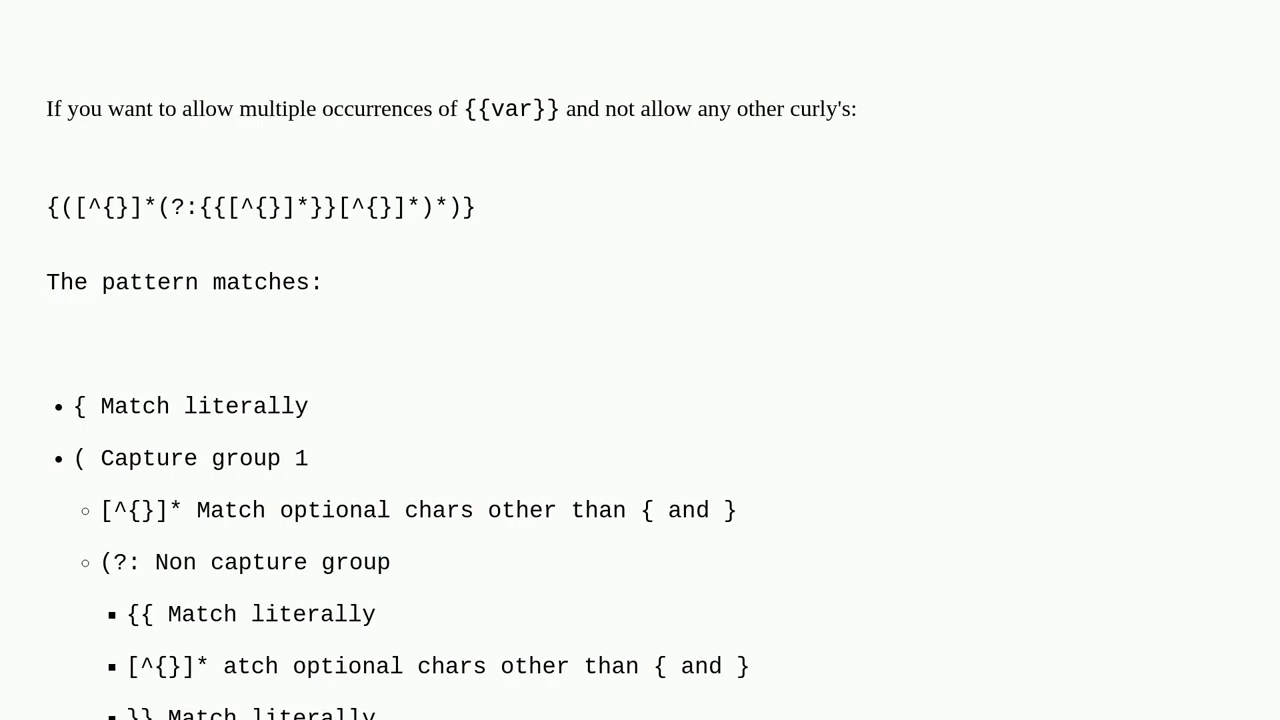 If you want to allow multiple occurrences of {{var}} and not allow any other curly's:
{([^{}]*(?:{{[^{}]*}}[^{}]*)*)}
The pattern matches:
• { Match literally
• ( Capture group 1
○ [^{}]* Match optional chars other than { and }
○ (?: Non capture group
▪ {{ Match literally
▪ [^{}]* atch optional chars other than { and }
▪ }} Match literally